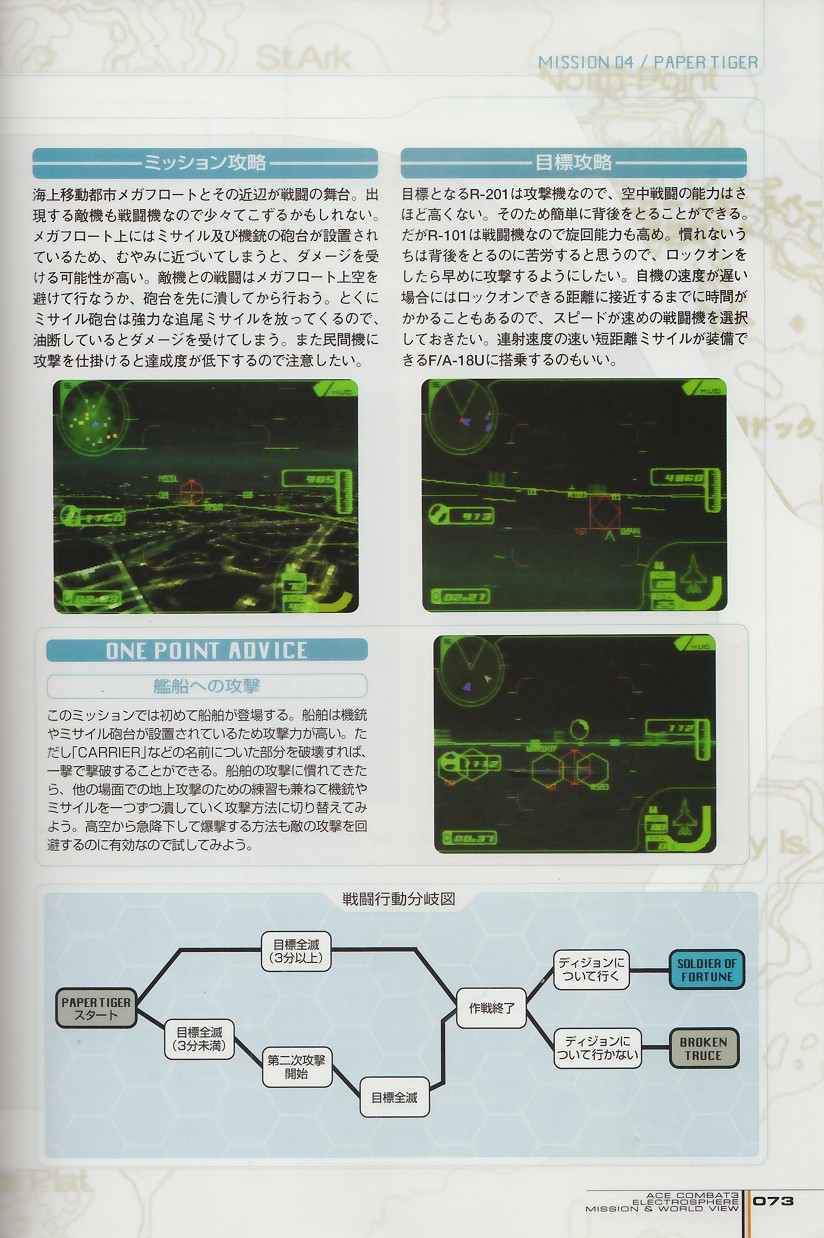 St.Ark
MISSION 04 / PAPER TIGER
North Point
ミッション攻略
海上移動都市メガフロートとその近辺が戦闘の舞台。出
現する敵機も戦闘機なので少々てこずるかもしれない。
メガフロート上にはミサイル及び機銃の砲台が設置され
ているため、むやみに近づいてしまうと、ダメージを受
ける可能性が高い。敵機との戦闘はメガフロート上空を
避けて行なうか、砲台を先に潰してから行おう。とくに
ミサイル砲台は強力な追尾ミサイルを放ってくるので、
油断しているとダメージを受けてしまう。また民間機に
攻撃を仕掛けると達成度が低下するので注意したい。
目標攻略
目標となるR-201は攻撃機なので、空中戦闘の能力はさ
ほど高くない。そのため簡単に背後をとることができる。
だがR-101は戦闘機なので旋回能力も高め。慣れないう
ちは背後をとるのに苦労すると思うので、ロックオンを
したら早めに攻撃するようにしたい。自機の速度が遅い
場合にはロックオンできる距離に接近するまでに時間が
かかることもあるので、スピードが速めの戦闘機を選択
しておきたい。連射速度の速い短距離ミサイルが装備で
きるF/A-18Uに搭乗するのもいい。
MSSL
905
HUD
4860
913
R101
TGT
02.27
HUD
ONE POINT ADVICE
艦船への攻撃
このミッションでは初めて船舶が登場する。船舶は機銃
やミサイル砲台が設置されているため攻撃力が高い。た
だし「CARRIER」などの名前についた部分を破壊すれば、
一撃で撃破することができる。船舶の攻撃に慣れてきた
ら、他の場面での地上攻撃のための練習も兼ねて機銃や
ミサイルを一つずつ潰していく攻撃方法に切り替えてみ
よう。高空から急降下して爆撃する方法も敵の攻撃を回
避するのに有効なので試してみよう。
HUD
112
WARSHIP
1112
TGT
00.37
戦闘行動分岐図
PAPER TIGER
スタート
目標全滅
(3分以上)
目標全滅
(3分未満)
第二次攻撃
開始
目標全滅
作戦終了
ディジョンに
ついて行く
SOLDIER OF
FORTUNE
ディジョンに
ついて行かない
BROKEN
TRUCE
ACE COMBAT3
ELECTROSPHERE
MISSION & WORLD VIEW
073